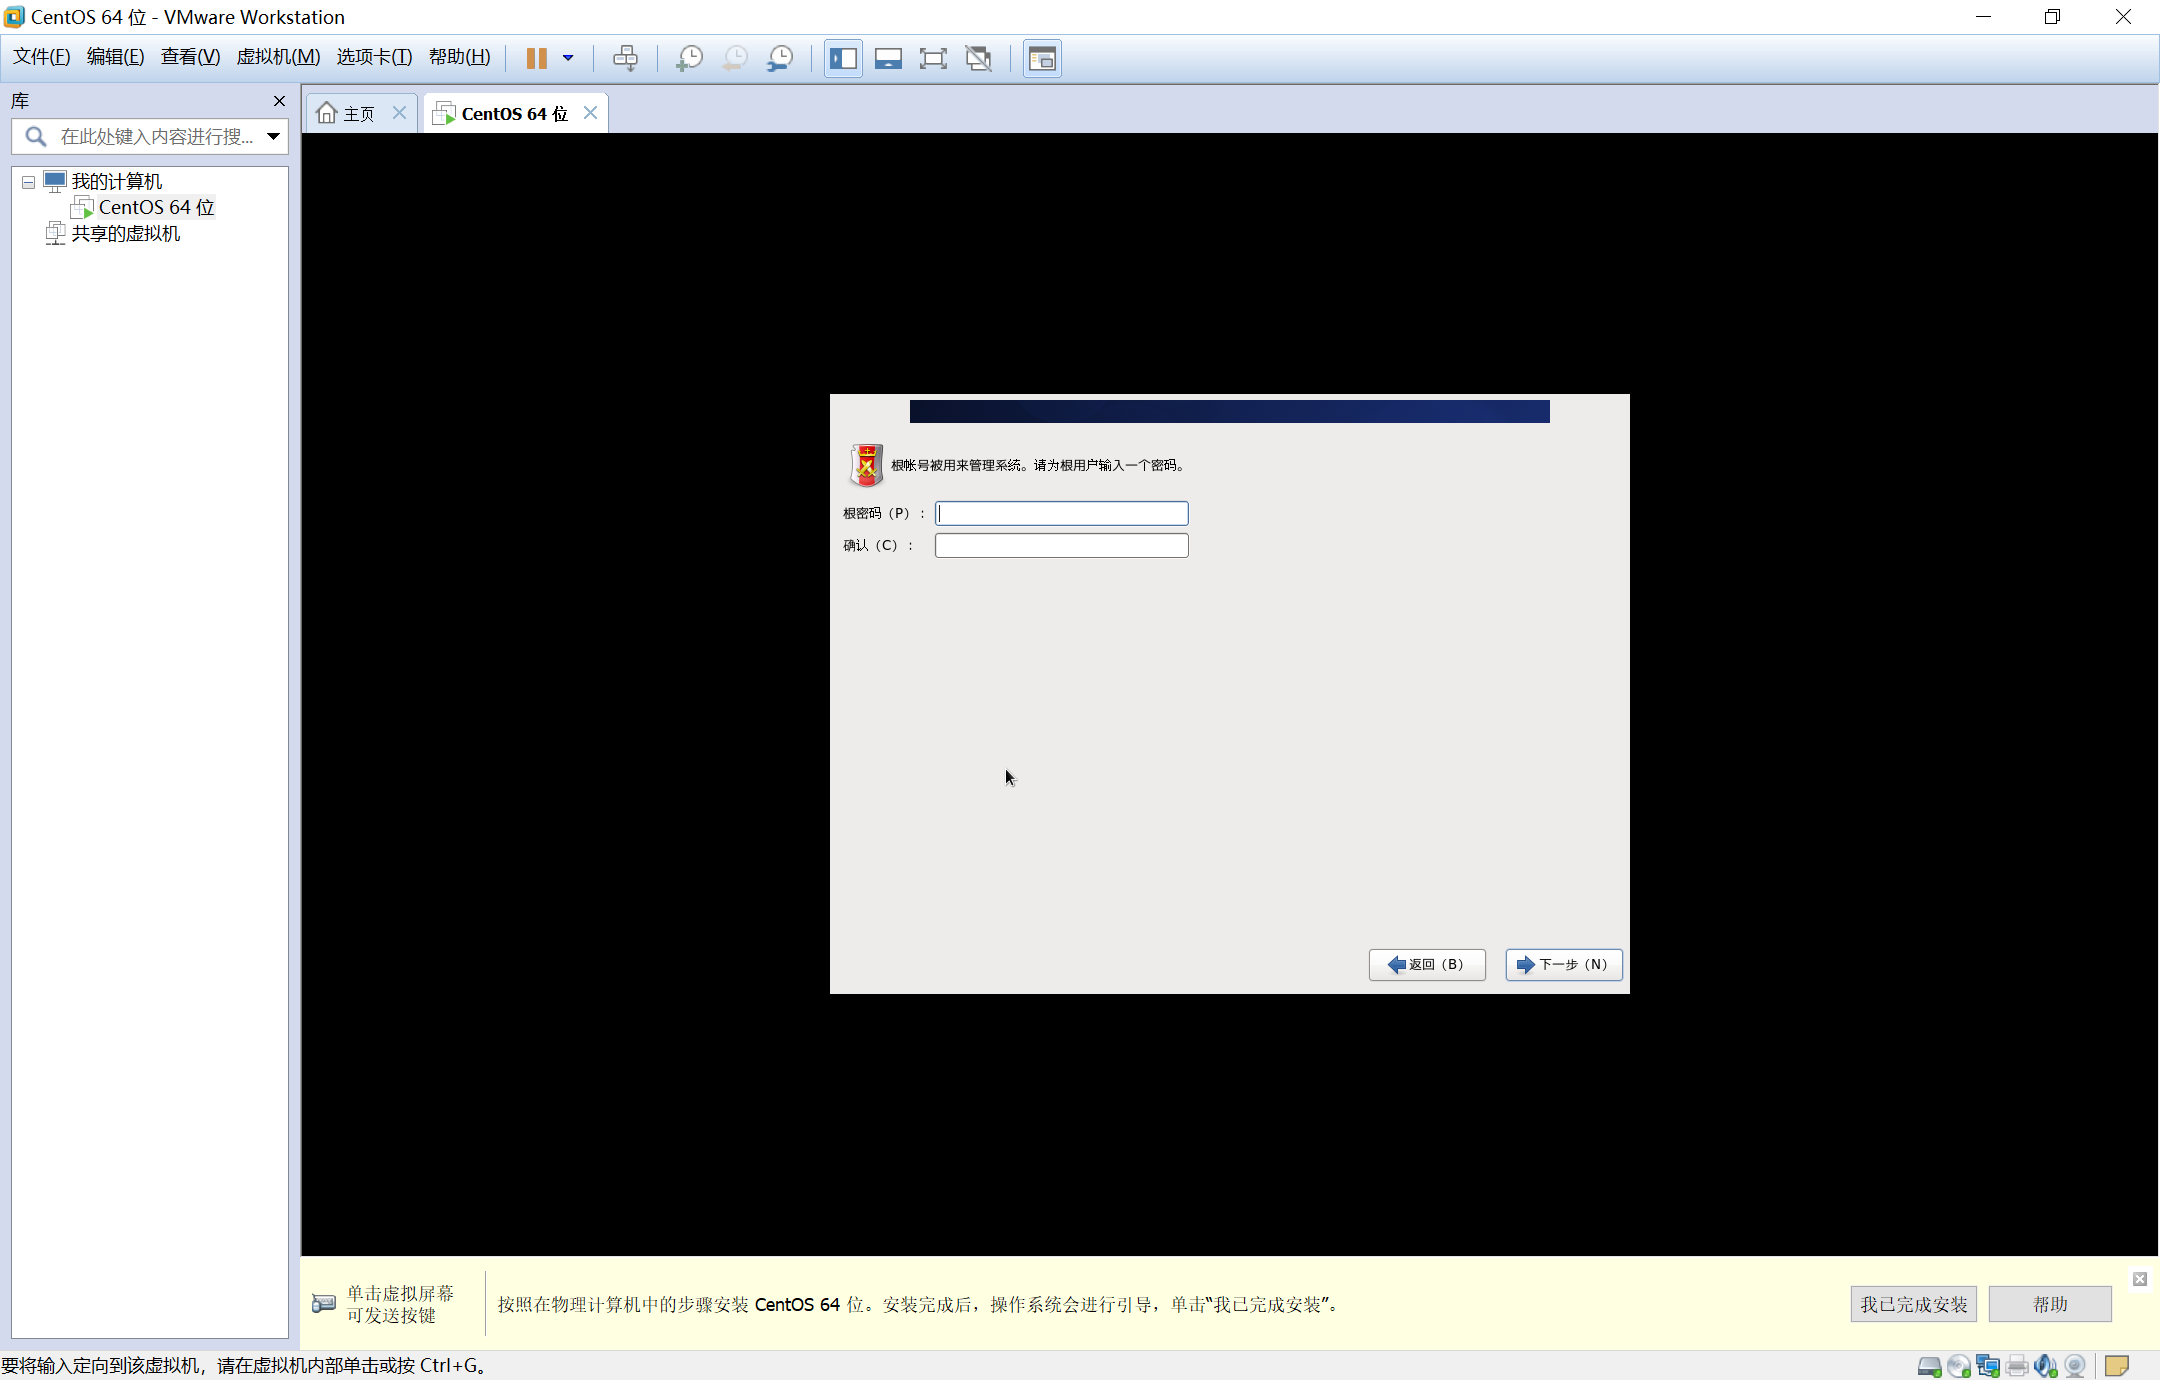 CentOS 64 位 - VMware Workstation
文件(F) 编辑(E) 查看(V) 虚拟机(M) 选项卡(T) 帮助(H)
库
主页
CentOS 64 位
在此处键入内容进行搜...
我的计算机
CentOS 64 位
共享的虚拟机
根帐号被用来管理系统。请为根用户输入一个密码。
根密码（P）：
确认（C）：
返回（B）
下一步（N）
单击虚拟屏幕
可发送按键
按照在物理计算机中的步骤安装 CentOS 64 位。安装完成后，操作系统会进行引导，单击“我已完成安装”。
我已完成安装
帮助
要将输入定向到该虚拟机，请在虚拟机内部单击或按 Ctrl+G。